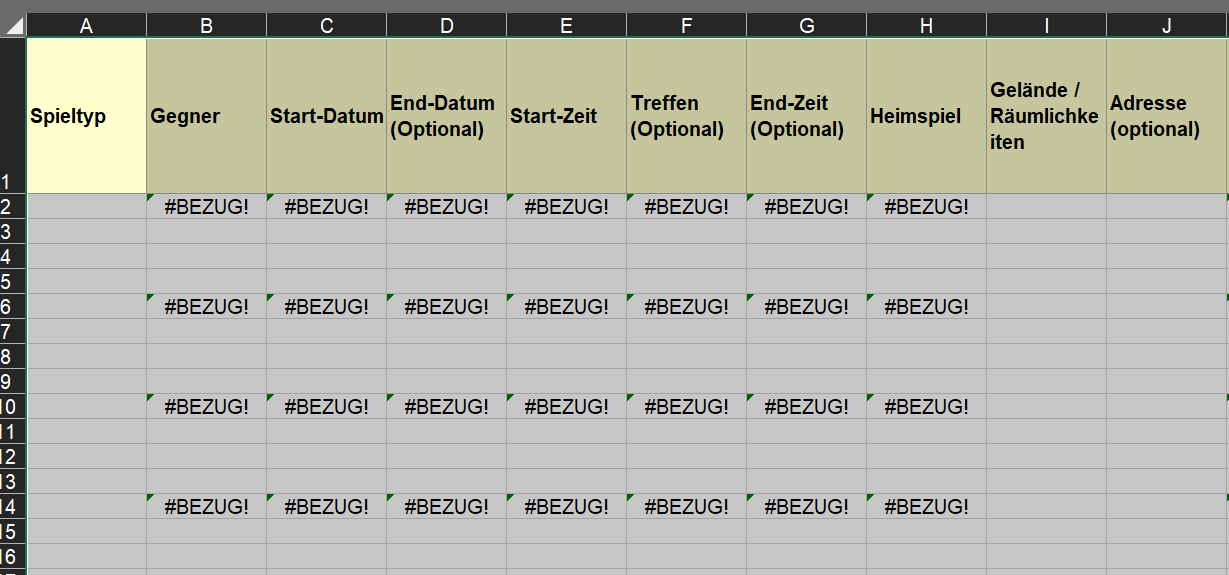 A B C D E F G H I J
1 Spieltyp Gegner Start-Datum End-Datum (Optional) Start-Zeit Treffen (Optional) End-Zeit (Optional) Heimspiel Gelände / Räumlichke iten Adresse (optional)
2 #BEZUG! #BEZUG! #BEZUG! #BEZUG! #BEZUG! #BEZUG! #BEZUG!
3
4
5
6 #BEZUG! #BEZUG! #BEZUG! #BEZUG! #BEZUG! #BEZUG! #BEZUG!
7
8
9
10 #BEZUG! #BEZUG! #BEZUG! #BEZUG! #BEZUG! #BEZUG! #BEZUG!
11
12
13
14 #BEZUG! #BEZUG! #BEZUG! #BEZUG! #BEZUG! #BEZUG! #BEZUG!
15
16